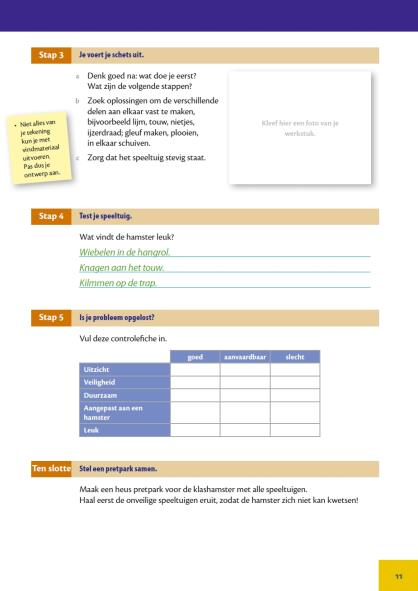 Stap 3 Je voert je schets uit.
a Denk goed na: wat doe je eerst?
Wat zijn de volgende stappen?
b Zoek oplossingen om de verschillende
delen aan elkaar vast te maken,
bijvoorbeeld lijm, touw, nietjes,
ijzerdraad; gleuf maken, plooien,
in elkaar schuiven.
c Zorg dat het speeltuig stevig staat.
• Niet alles van
je tekening
kun je met
vindmateriaal
uitvoeren.
Pas dus je
ontwerp aan.
Kleef hier een foto van je
werkstuk.
Stap 4 Test je speeltuig.
Wat vindt de hamster leuk?
Wiebelen in de hangrol.
Knagen aan het touw.
Kilmmen op de trap.
Stap 5 Is je probleem opgelost?
Vul deze controlefiche in.
goed aanvaardbaar slecht
Uitzicht
Veiligheid
Duurzaam
Aangepast aan een
hamster
Leuk
Ten slotte Stel een pretpark samen.
Maak een heus pretpark voor de klashamster met alle speeltuigen.
Haal eerst de onveilige speeltuigen eruit, zodat de hamster zich niet kan kwetsen!
11